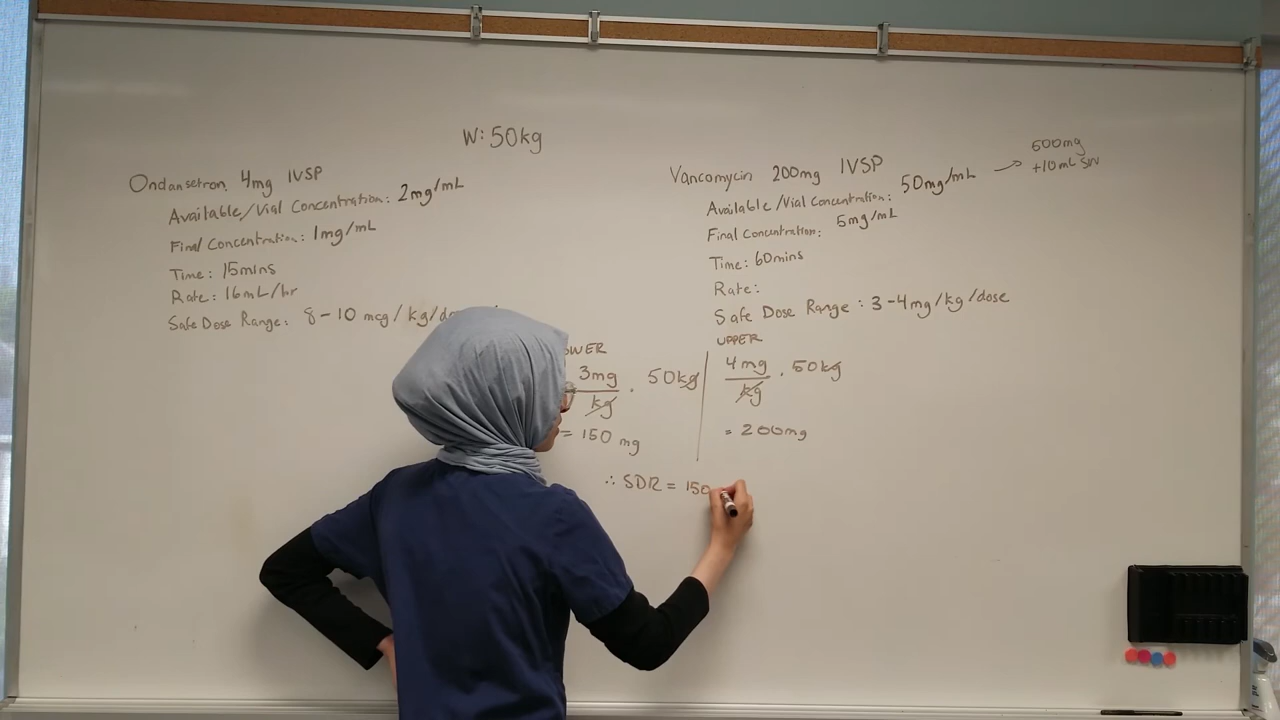 W: 50kg
Ondansetron 4mg IVSP
Available/Vial Concentration: 2mg/mL
Final Concentration: 1mg/mL
Time: 15mins
Rate: 16mL/hr
Safe Dose Range: 8-10 mcg/kg/do
Vancomycin 200mg IVSP
Available/Vial Concentration: 50mg/mL → 500mg
+10mL SW
Final Concentration: 5mg/mL
Time: 60mins
Rate:
Safe Dose Range: 3-4mg/kg/dose
OWER
3mg/kg . 50kg
= 150 mg
UPPER
4mg/kg . 50kg
= 200mg
∴ SDR = 150